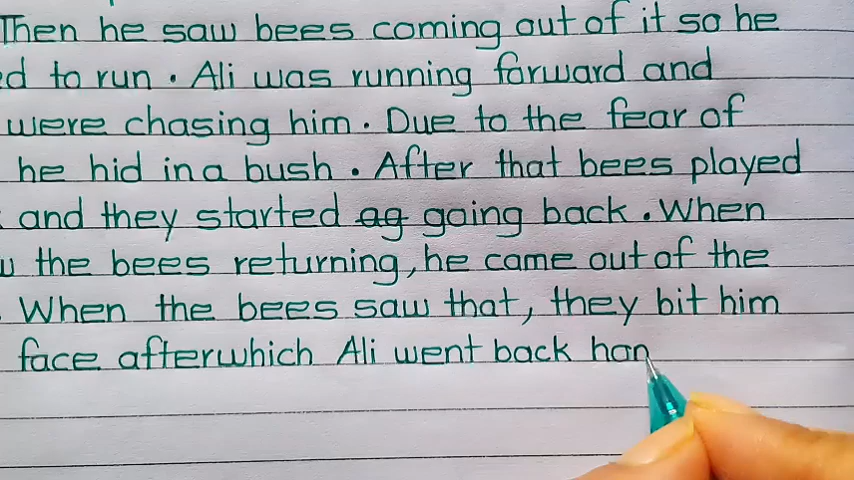 Then he saw bees coming out of it so he
ed to run. Ali was running forward and
were chasing him. Due to the fear of
he hid in a bush. After that bees played
and they started ag going back. When
the bees returning, he came out of the
When the bees saw that, they bit him
face afterwhich Ali went back hom